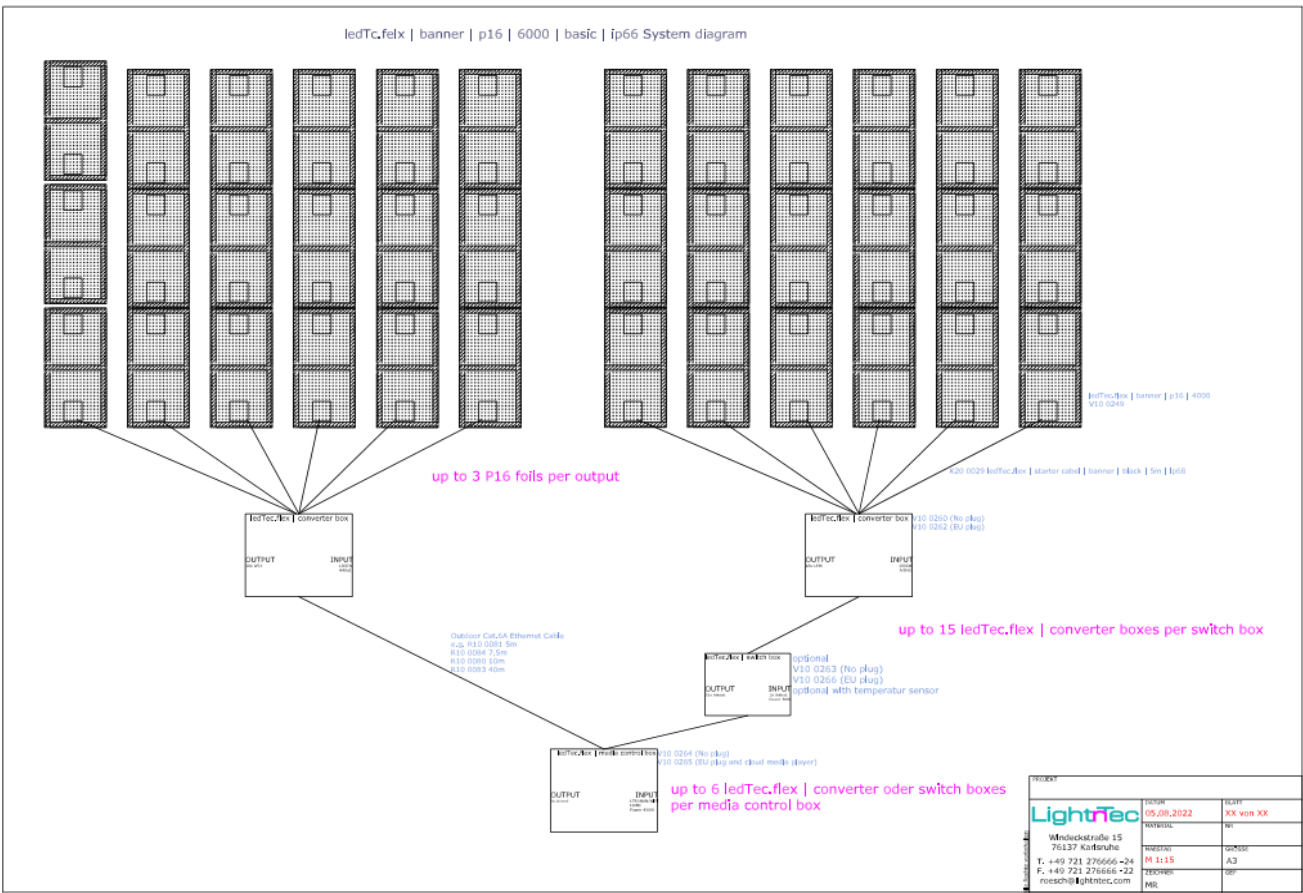 ledTc.felx | banner | p16 | 6000 | basic | ip66 System diagram
ledTec.flex | banner | p16 | 4000
V10 0249
up to 3 P16 foils per output
K20 0029 ledTec.flex | starter cabel | banner | black | 5m | ip68
ledTec.flex | converter box
OUTPUT
INPUT
ledTec.flex | converter box
V10 0260 (No plug)
V10 0262 (EU plug)
OUTPUT
INPUT
up to 15 ledTec.flex | converter boxes per switch box
Outdoor Cat.6A Ethernet Cable
e.g. R10 0081 5m
R10 0084 7,5m
R10 0080 10m
R10 0083 40m
ledTec.flex | switch box
optional
V10 0263 (No plug)
V10 0266 (EU plug)
optional with temperatur sensor
OUTPUT
INPUT
ledTec.flex | media control box
V10 0264 (No plug)
V10 0265 (EU plug and cloud media player)
OUTPUT
INPUT
up to 6 ledTec.flex | converter oder switch boxes
per media control box
PROJEKT
LightnTec
Windeckstraße 15
76137 Karlsruhe
T. +49 721 276666 -24
F. +49 721 276666 -22
roesch@lightntec.com
DATUM
05.08.2022
BLATT
XX von XX
MATERIAL
NR
MAßSTAB
M 1:15
GRÖSSE
A3
ZEICHNER
MR
GEP